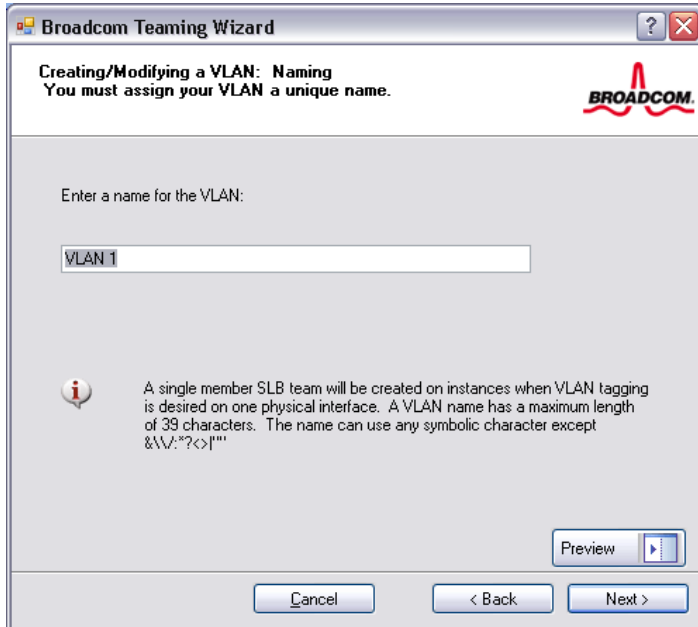 Broadcom Teaming Wizard
Creating/Modifying a VLAN: Naming
You must assign your VLAN a unique name.
BROADCOM.
Enter a name for the VLAN:
VLAN 1
A single member SLB team will be created on instances when VLAN tagging
is desired on one physical interface. A VLAN name has a maximum length
of 39 characters. The name can use any symbolic character except
&\\/:*?<>|""'
Preview
Cancel
< Back
Next >